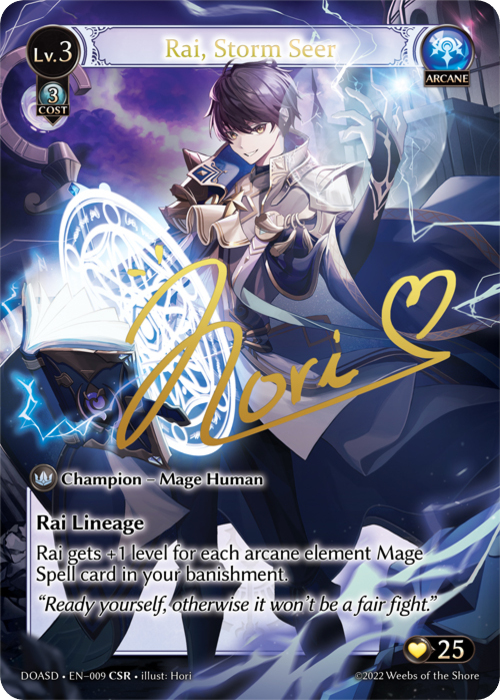 Lv.3
Rai, Storm Seer
ARCANE
3
COST
Hori
Champion – Mage Human
Rai Lineage
Rai gets +1 level for each arcane element Mage
Spell card in your banishment.
“Ready yourself, otherwise it won’t be a fair fight.”
25
DOASD • EN–009 CSR • illust: Hori
©2022 Weebs of the Shore